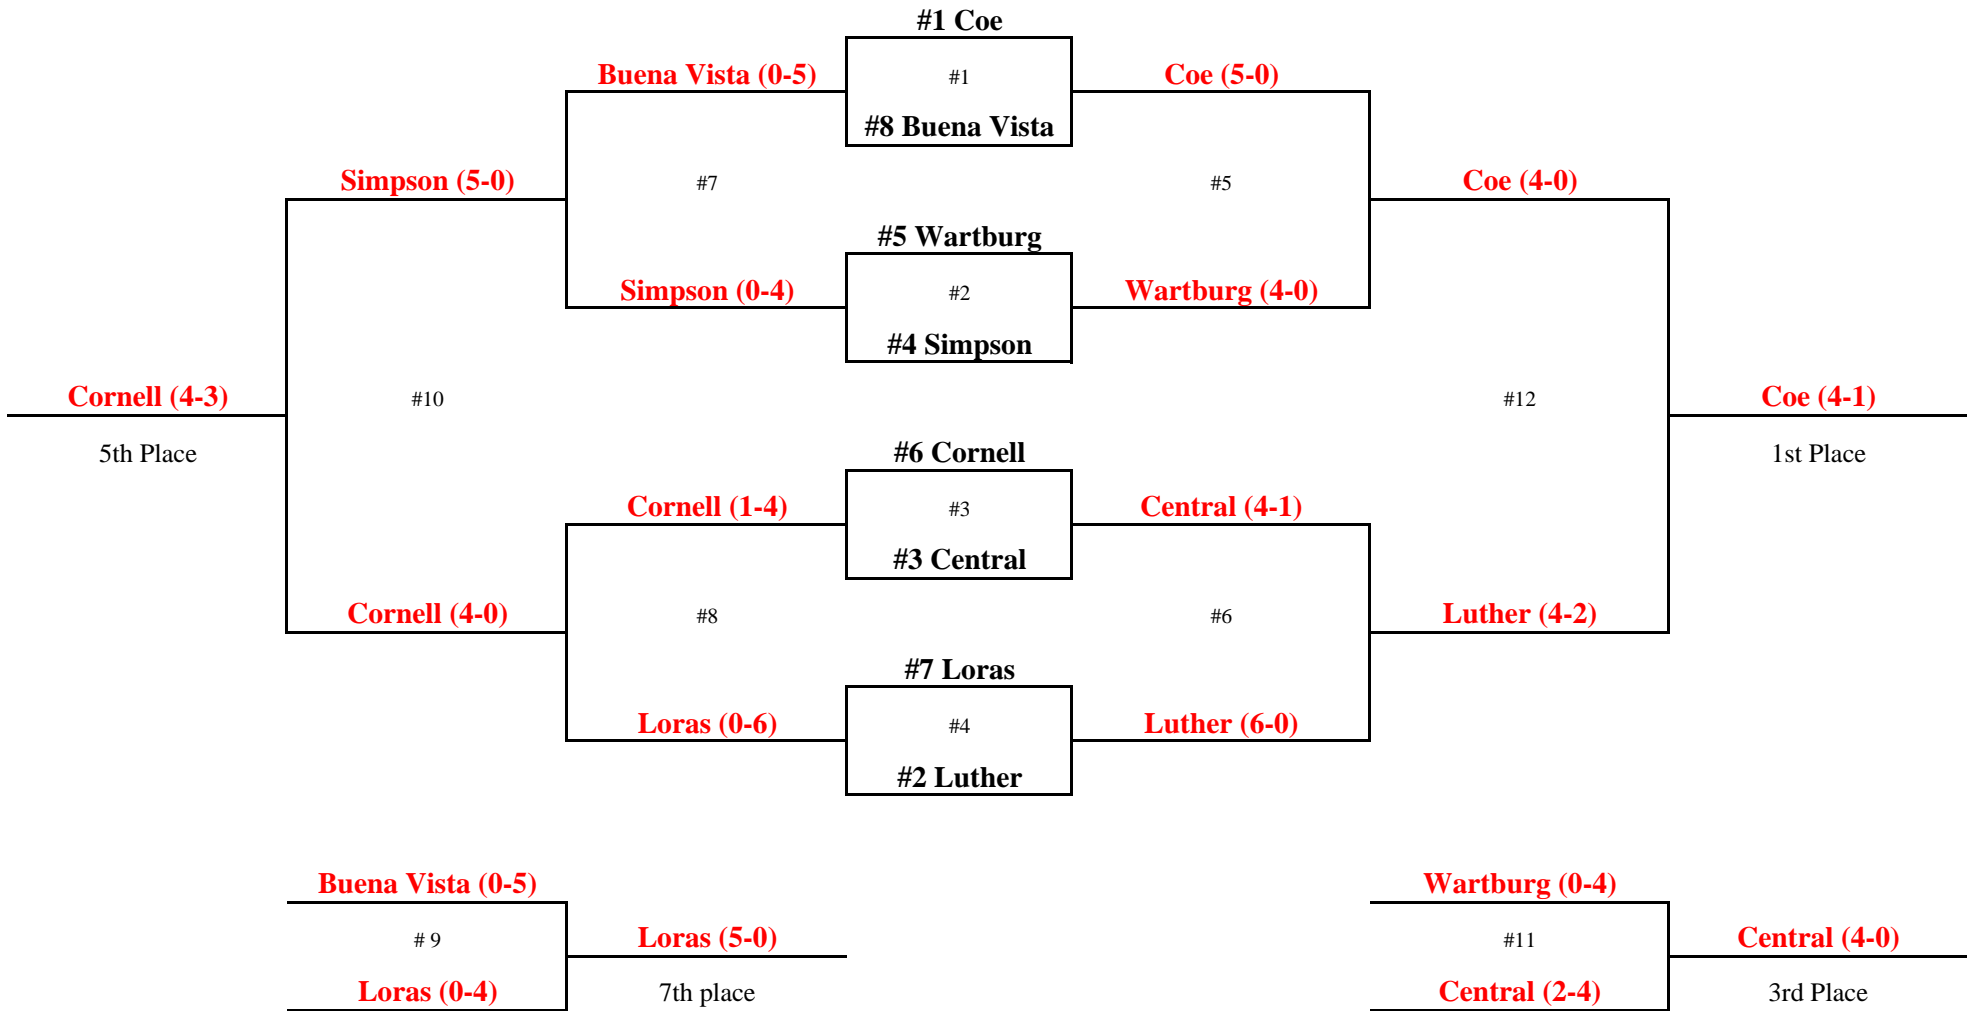 #1 Coe
Buena Vista (0-5)
#1
Coe (5-0)
#8 Buena Vista
Simpson (5-0)
#7
#5
Coe (4-0)
#5 Wartburg
Simpson (0-4)
#2
Wartburg (4-0)
#4 Simpson
Cornell (4-3)
#10
#12
Coe (4-1)
5th Place
#6 Cornell
1st Place
Cornell (1-4)
#3
Central (4-1)
#3 Central
Cornell (4-0)
#8
#6
Luther (4-2)
#7 Loras
Loras (0-6)
#4
Luther (6-0)
#2 Luther
Buena Vista (0-5)
Wartburg (0-4)
# 9
Loras (5-0)
#11
Central (4-0)
Loras (0-4)
7th place
Central (2-4)
3rd Place